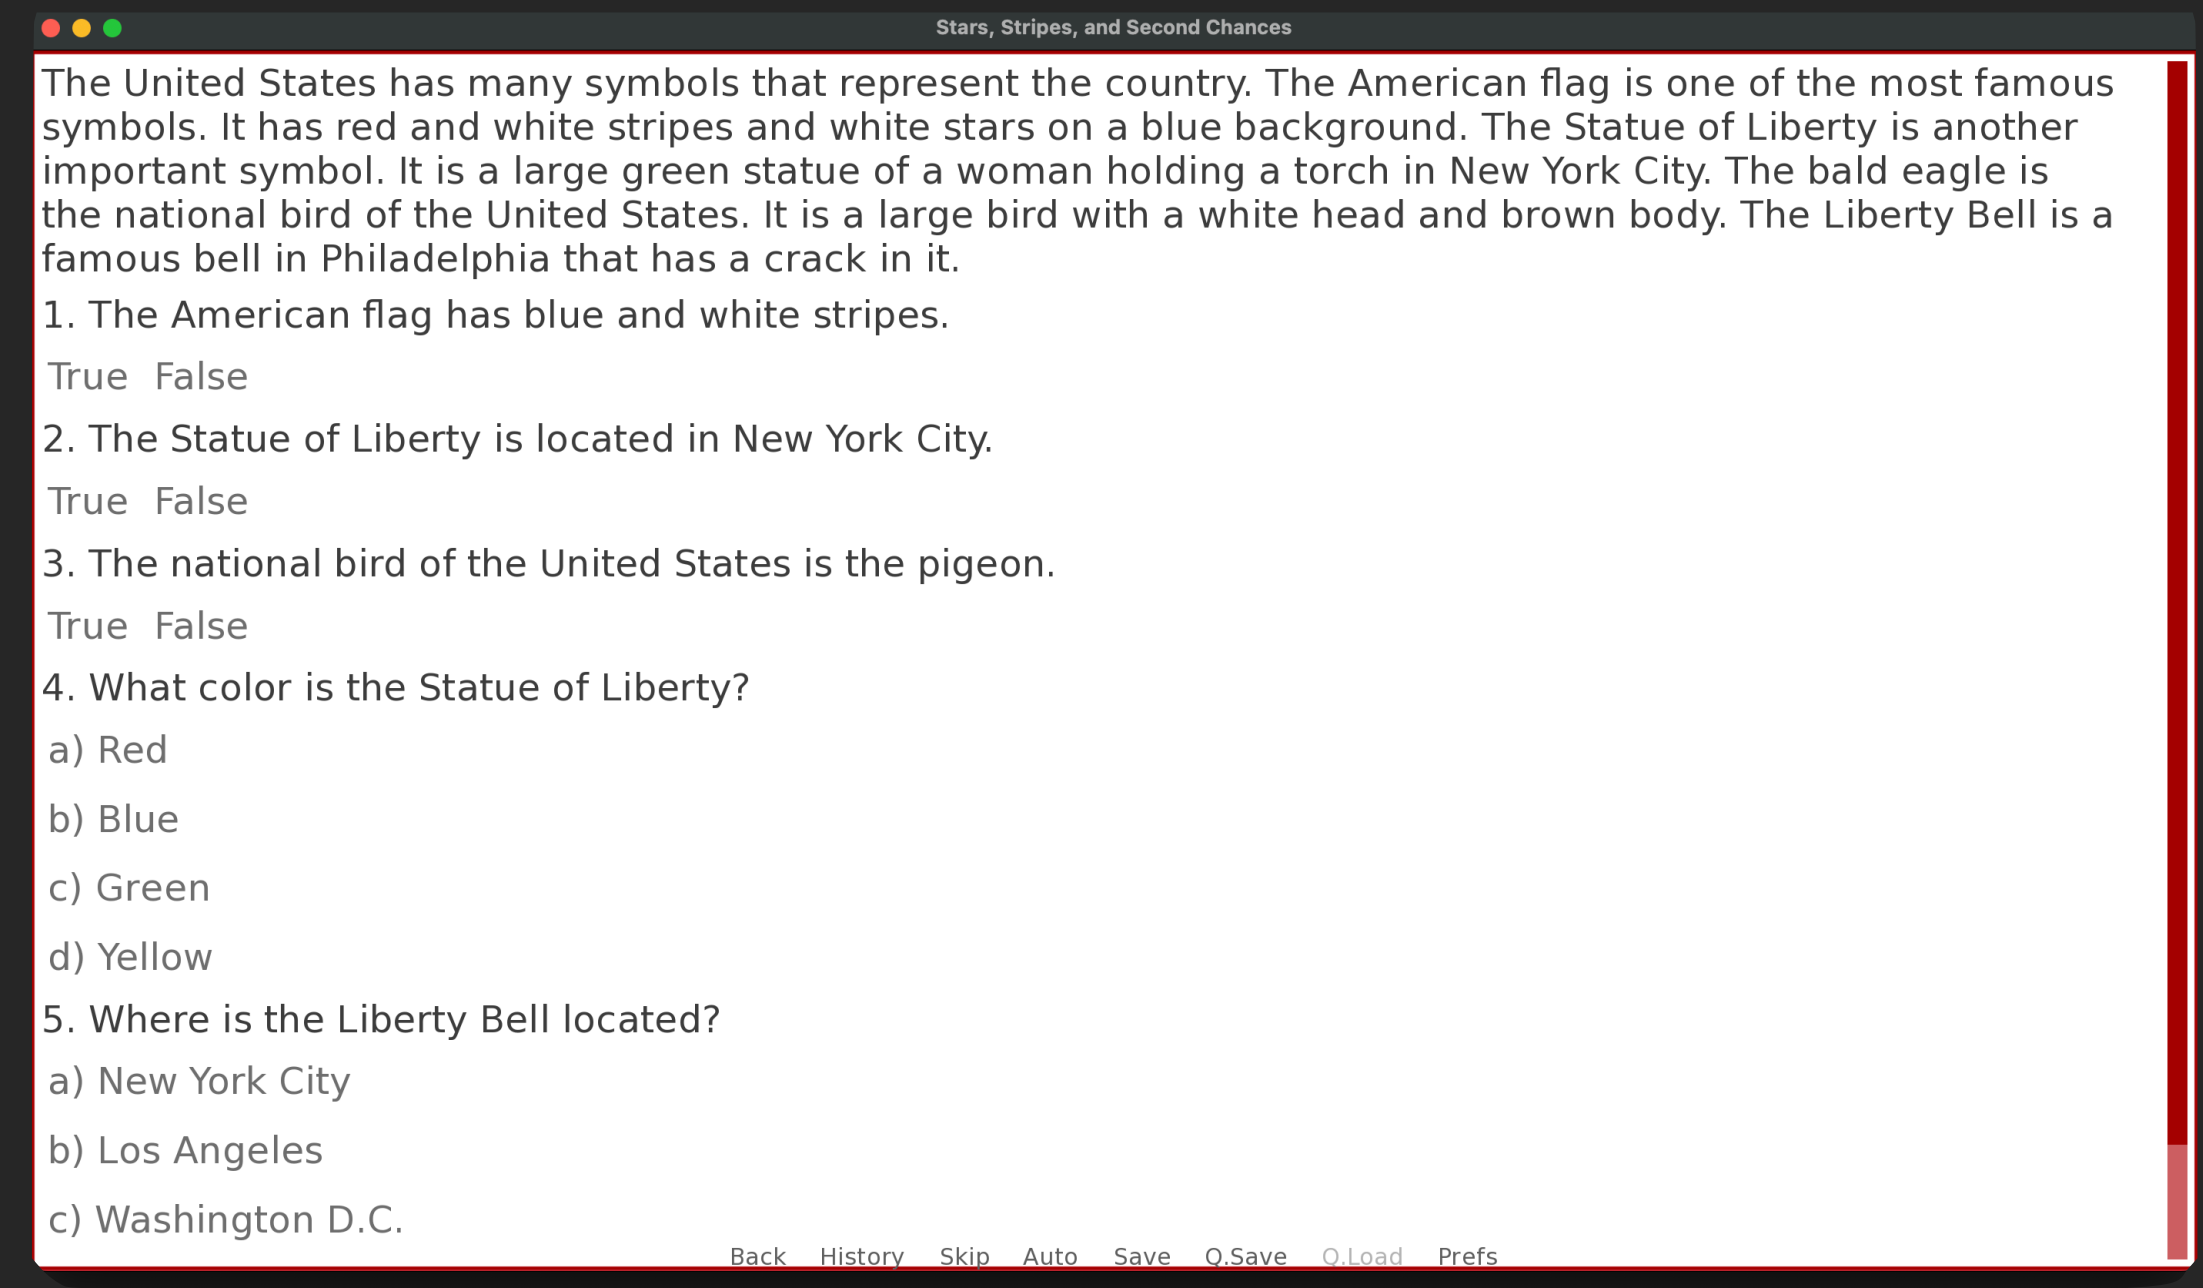 Stars, Stripes, and Second Chances
The United States has many symbols that represent the country. The American flag is one of the most famous
symbols. It has red and white stripes and white stars on a blue background. The Statue of Liberty is another
important symbol. It is a large green statue of a woman holding a torch in New York City. The bald eagle is
the national bird of the United States. It is a large bird with a white head and brown body. The Liberty Bell is a
famous bell in Philadelphia that has a crack in it.
1. The American flag has blue and white stripes.
True False
2. The Statue of Liberty is located in New York City.
True False
3. The national bird of the United States is the pigeon.
True False
4. What color is the Statue of Liberty?
a) Red
b) Blue
c) Green
d) Yellow
5. Where is the Liberty Bell located?
a) New York City
b) Los Angeles
c) Washington D.C.
Back History Skip Auto Save Q.Save Q.Load Prefs